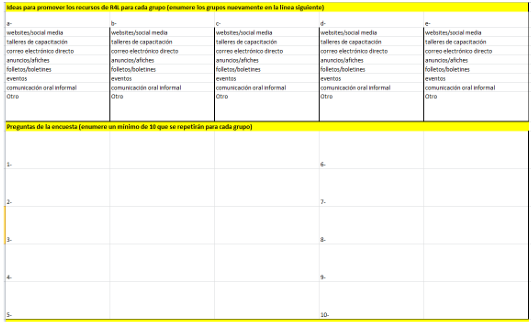 Ideas para promover los recursos de R4L para cada grupo (enumere los grupos nuevamente en la línea siguiente)
a- b- c- d- e-
websites/social media websites/social media websites/social media websites/social media websites/social media
talleres de capacitación talleres de capacitación talleres de capacitación talleres de capacitación talleres de capacitación
correo electrónico directo correo electrónico directo correo electrónico directo correo electrónico directo correo electrónico directo
anuncios/afiches anuncios/afiches anuncios/afiches anuncios/afiches anuncios/afiches
folletos/boletines folletos/boletines folletos/boletines folletos/boletines folletos/boletines
eventos eventos eventos eventos eventos
comunicación oral informal comunicación oral informal comunicación oral informal comunicación oral informal comunicación oral informal
Otro Otro Otro Otro Otro
Preguntas de la encuesta (enumere un mínimo de 10 que se repetirán para cada grupo)
1- 6-
2- 7-
3- 8-
4- 9-
5- 10-